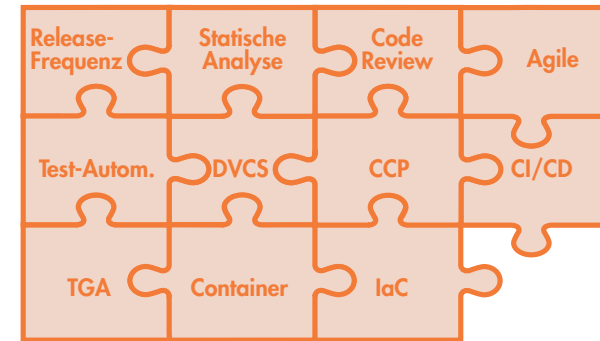 Release-
Frequenz
Statische
Analyse
Code
Review
Agile
Test-Autom.
DVCS
CCP
CI/CD
TGA
Container
IaC